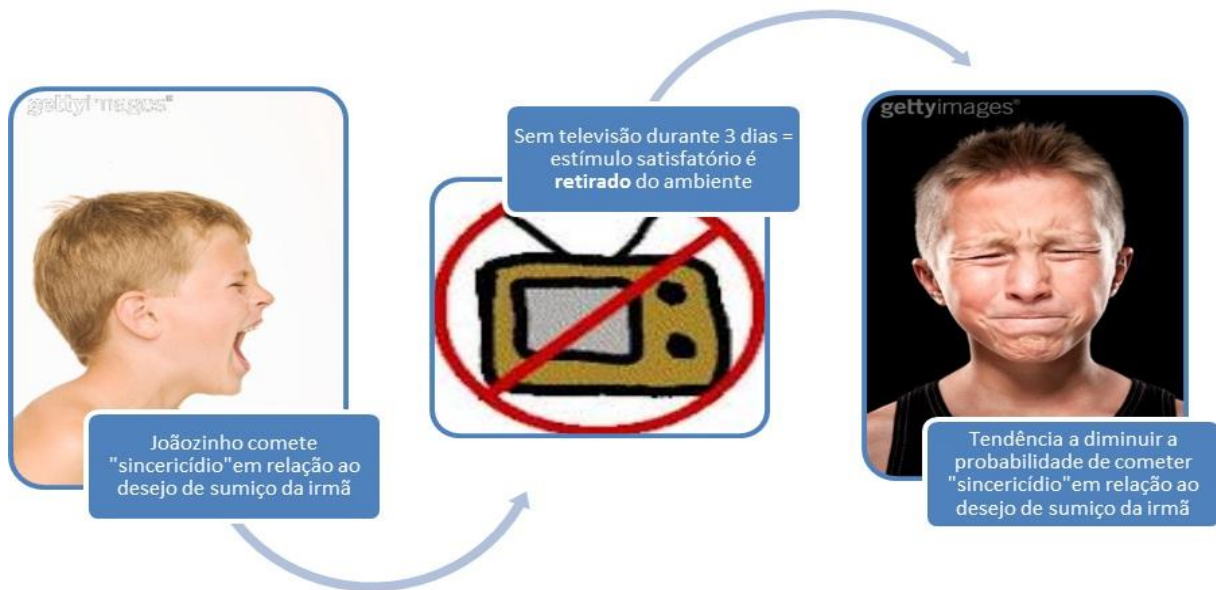 gettyimages®
Joãozinho comete
"sincericídio"em relação ao
desejo de sumiço da irmã
Sem televisão durante 3 dias =
estímulo satisfatório é
retirado do ambiente
gettyimages®
Tendência a diminuir a
probabilidade de cometer
"sincericídio"em relação ao
desejo de sumiço da irmã